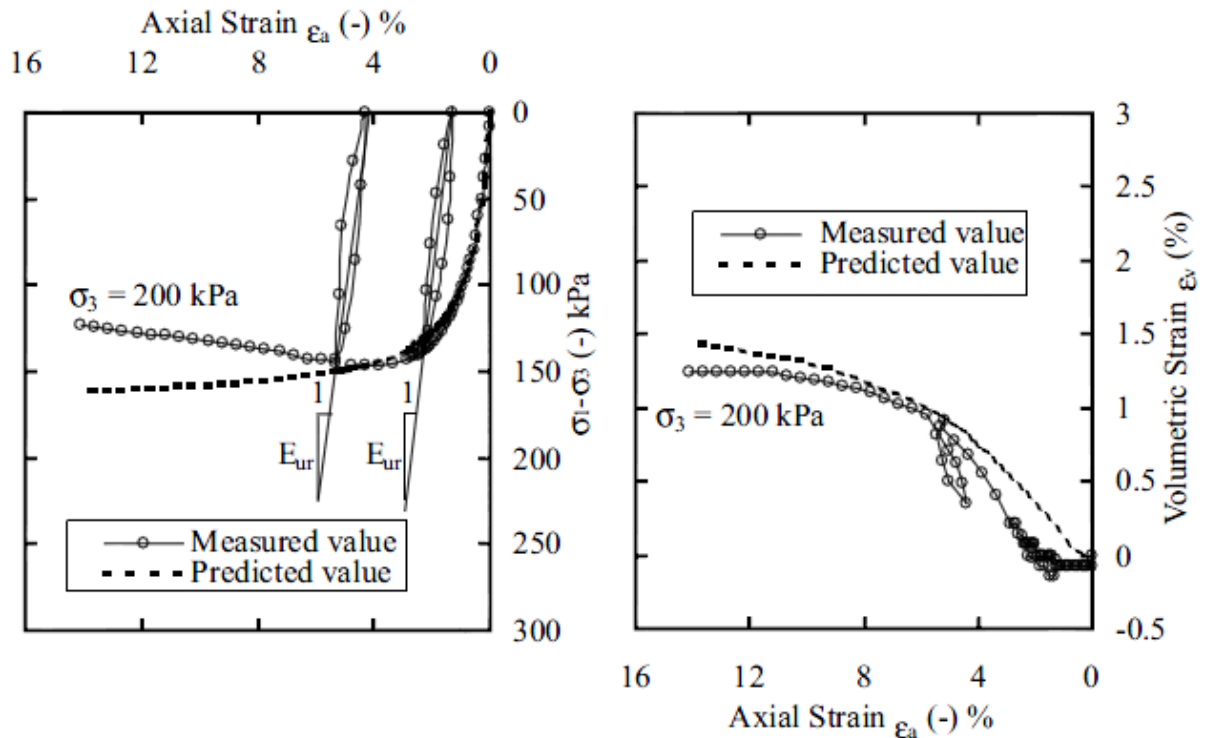 Axial Strain εa (-) %
16 12 8 4 0
0
50
100
150
200
250
300
σ1-σ3 (-) kPa
σ3 = 200 kPa
1 1
Eur Eur
Measured value
Predicted value
3
2.5
2
1.5
1
0.5
0
-0.5
Volumetric Strain εv (%)
Measured value
Predicted value
σ3 = 200 kPa
16 12 8 4 0
Axial Strain εa (-) %